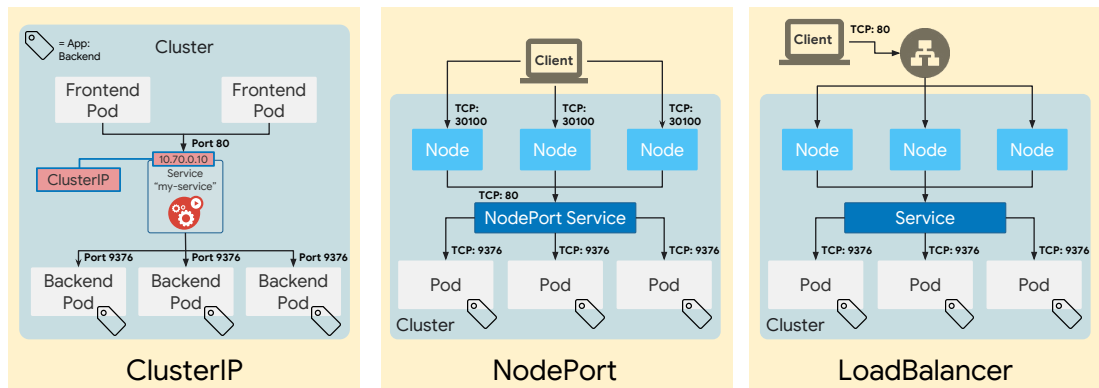 = App:
Backend
Cluster
Frontend
Pod
Frontend
Pod
Port 80
10.70.0.10
ClusterIP
Service
“my-service”
Port 9376
Port 9376
Port 9376
Backend
Pod
Backend
Pod
Backend
Pod
ClusterIP
Client
TCP:
30100
TCP:
30100
TCP:
30100
Node
Node
Node
TCP: 80
NodePort Service
TCP: 9376
TCP: 9376
TCP: 9376
Pod
Pod
Pod
Cluster
NodePort
Client
TCP: 80
Node
Node
Node
Service
TCP: 9376
TCP: 9376
TCP: 9376
Pod
Pod
Pod
Cluster
LoadBalancer